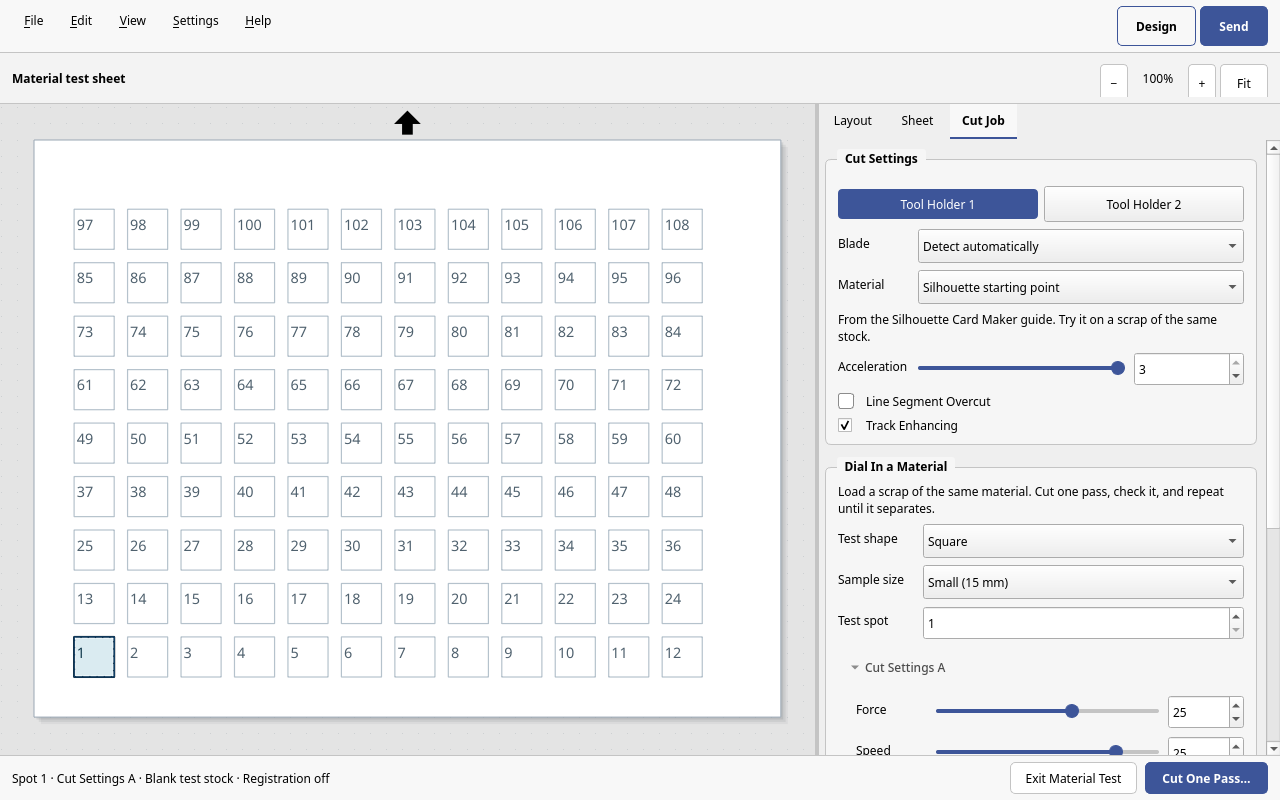 File Edit View Settings Help
Design Send
Material test sheet
− 100% + Fit
Layout Sheet Cut Job
97 98 99 100 101 102 103 104 105 106 107 108
85 86 87 88 89 90 91 92 93 94 95 96
73 74 75 76 77 78 79 80 81 82 83 84
61 62 63 64 65 66 67 68 69 70 71 72
49 50 51 52 53 54 55 56 57 58 59 60
37 38 39 40 41 42 43 44 45 46 47 48
25 26 27 28 29 30 31 32 33 34 35 36
13 14 15 16 17 18 19 20 21 22 23 24
1 2 3 4 5 6 7 8 9 10 11 12
Cut Settings
Tool Holder 1 Tool Holder 2
Blade Detect automatically
Material Silhouette starting point
From the Silhouette Card Maker guide. Try it on a scrap of the same
stock.
Acceleration 3
Line Segment Overcut
Track Enhancing
Dial In a Material
Load a scrap of the same material. Cut one pass, check it, and repeat
until it separates.
Test shape Square
Sample size Small (15 mm)
Test spot 1
Cut Settings A
Force 25
Speed 25
Spot 1 · Cut Settings A · Blank test stock · Registration off
Exit Material Test Cut One Pass...